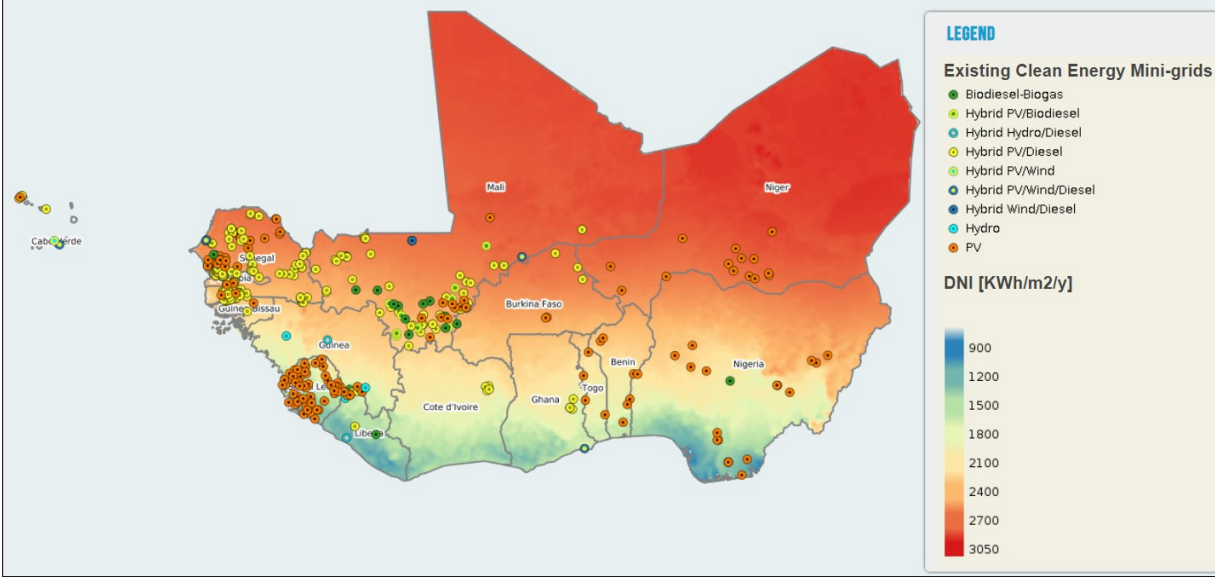 LEGEND
Existing Clean Energy Mini-grids
Biodiesel-Biogas
Hybrid PV/Biodiesel
Hybrid Hydro/Diesel
Hybrid PV/Diesel
Hybrid PV/Wind
Hybrid PV/Wind/Diesel
Hybrid Wind/Diesel
Hydro
PV
DNI [KWh/m2/y]
900
1200
1500
1800
2100
2400
2700
3050
Mali
Niger
Burkina Faso
Guinea
Benin
Nigeria
Togo
Ghana
Cote d'Ivoire